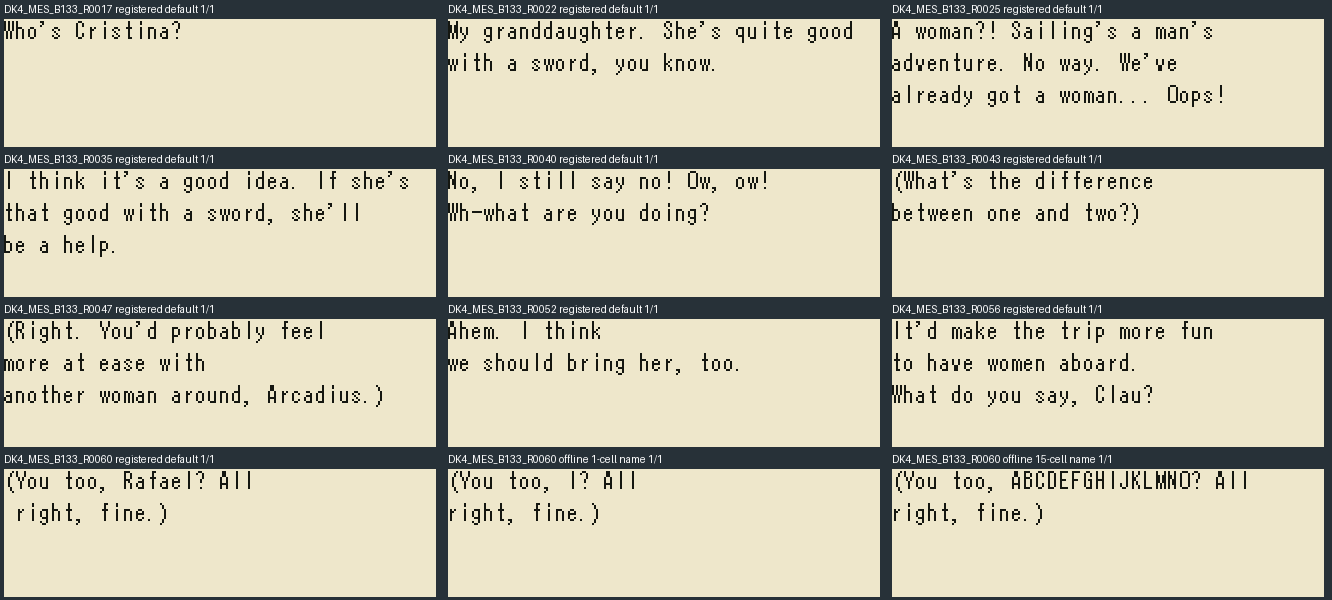 DK4_MES_B133_R0017 registered default 1/1
Who's Cristina?
DK4_MES_B133_R0022 registered default 1/1
My granddaughter. She's quite good
with a sword, you know.
DK4_MES_B133_R0025 registered default 1/1
A woman?! Sailing's a man's
adventure. No way. We've
already got a woman... Oops!
DK4_MES_B133_R0035 registered default 1/1
I think it's a good idea. If she's
that good with a sword, she'll
be a help.
DK4_MES_B133_R0040 registered default 1/1
No, I still say no! Ow, ow!
Wh-what are you doing?
DK4_MES_B133_R0043 registered default 1/1
(What's the difference
between one and two?)
DK4_MES_B133_R0047 registered default 1/1
(Right. You'd probably feel
more at ease with
another woman around, Arcadius.)
DK4_MES_B133_R0052 registered default 1/1
Ahem. I think
we should bring her, too.
DK4_MES_B133_R0056 registered default 1/1
It'd make the trip more fun
to have women aboard.
What do you say, Clau?
DK4_MES_B133_R0060 registered default 1/1
(You too, Rafael? All
right, fine.)
DK4_MES_B133_R0060 offline 1-cell name 1/1
(You too, I? All
right, fine.)
DK4_MES_B133_R0060 offline 15-cell name 1/1
(You too, ABCDEFGHIJKLMNO? All
right, fine.)